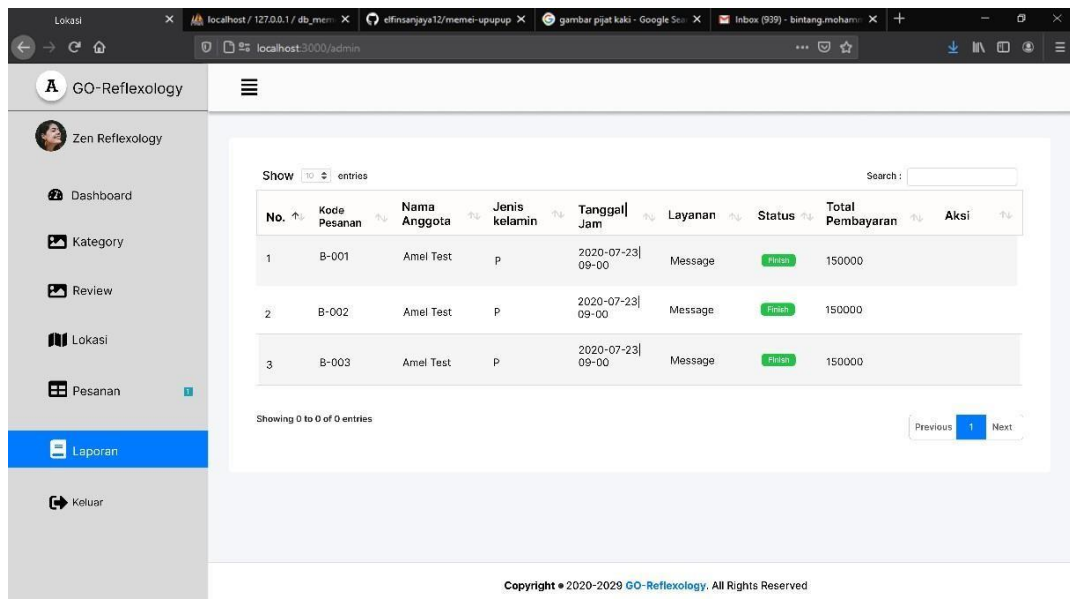 Lokasi
localhost / 127.0.0.1 / db_mem
elfinsanjaya12/memei-upupup
gambar pijat kaki - Google Sea
Inbox (939) - bintang.mohamm
localhost:3000/admin
A GO-Reflexology
Zen Reflexology
Dashboard
Kategory
Review
Lokasi
Pesanan 1
Laporan
Keluar
Show 10 entries
Search :
No. Kode Pesanan Nama Anggota Jenis kelamin Tanggal| Jam Layanan Status Total Pembayaran Aksi
1 B-001 Amel Test P 2020-07-23| 09-00 Message Finish 150000
2 B-002 Amel Test P 2020-07-23| 09-00 Message Finish 150000
3 B-003 Amel Test P 2020-07-23| 09-00 Message Finish 150000
Showing 0 to 0 of 0 entries
Previous 1 Next
Copyright • 2020-2029 GO-Reflexology. All Rights Reserved